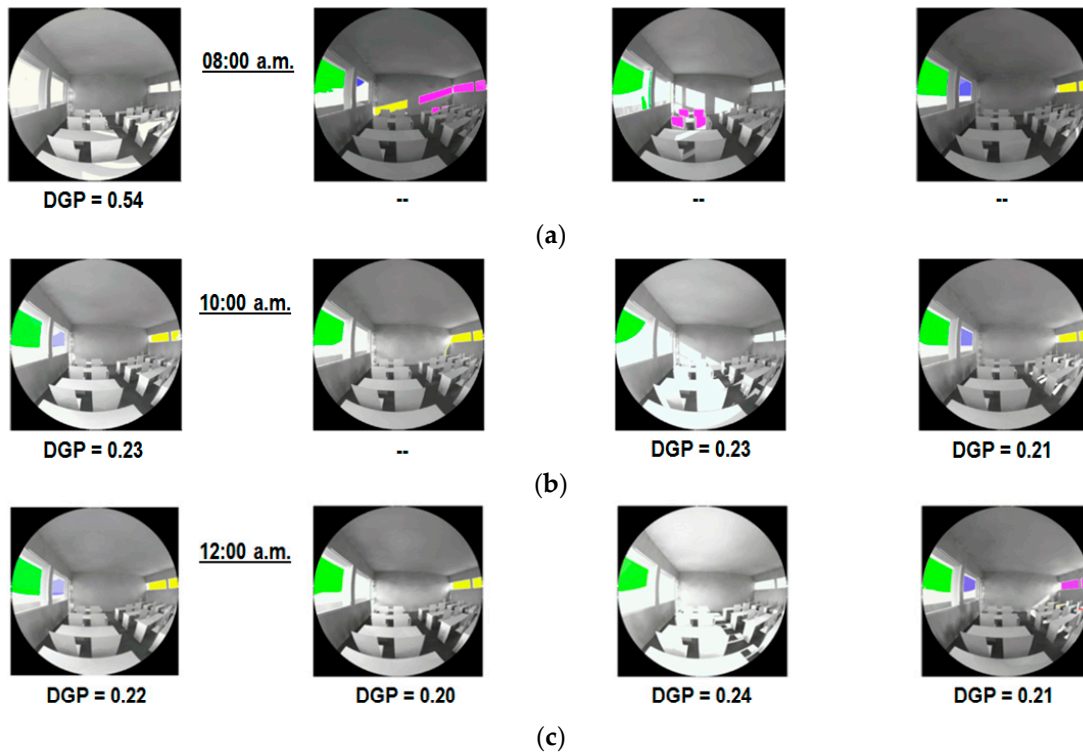 08:00 a.m.
DGP = 0.54 -- -- --
(a)
10:00 a.m.
DGP = 0.23 -- DGP = 0.23 DGP = 0.21
(b)
12:00 a.m.
DGP = 0.22 DGP = 0.20 DGP = 0.24 DGP = 0.21
(c)